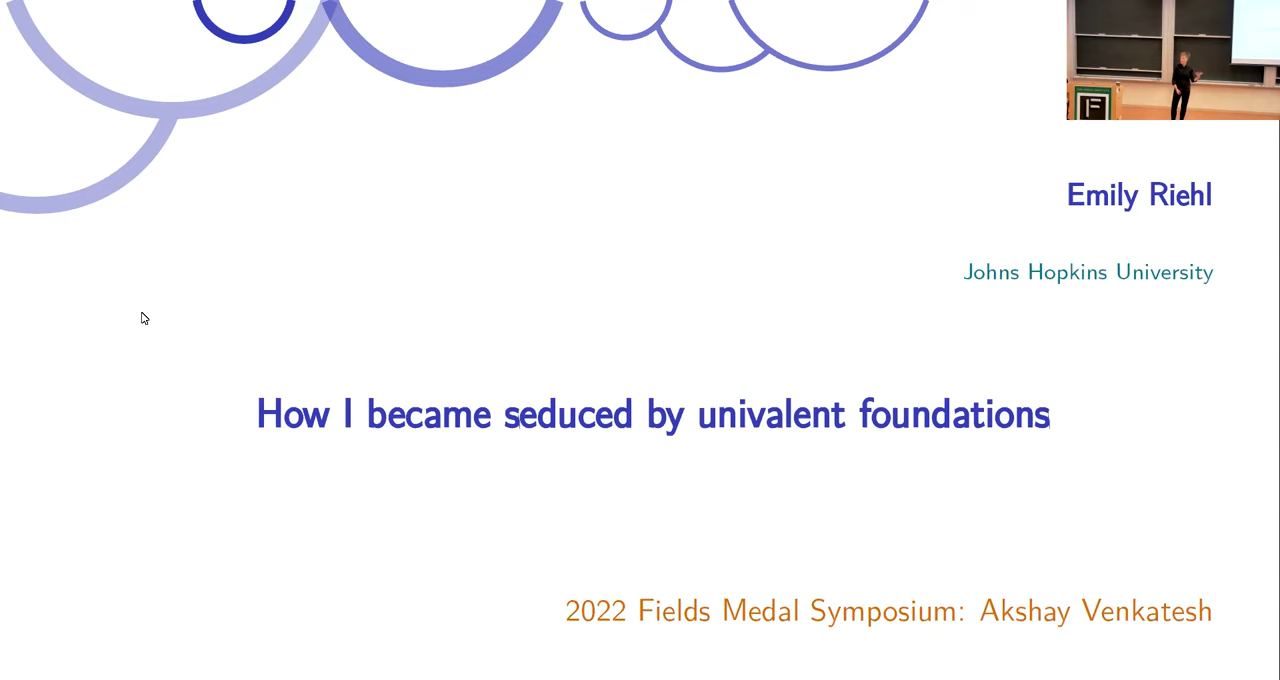 Emily Riehl
Johns Hopkins University
How I became seduced by univalent foundations
2022 Fields Medal Symposium: Akshay Venkatesh